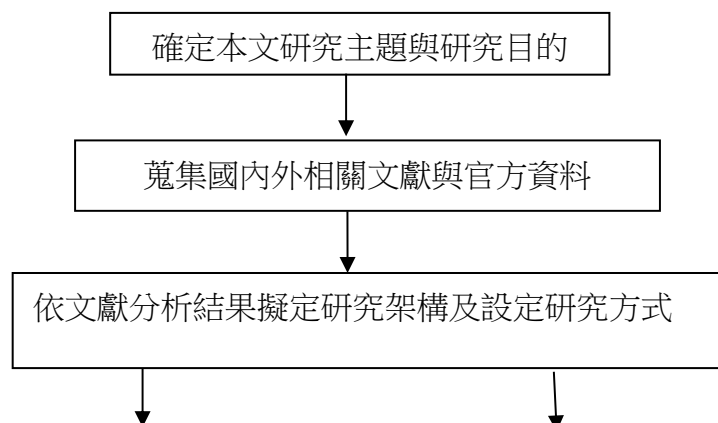 確定本文研究主題與研究目的
蒐集國內外相關文獻與官方資料
依文獻分析結果擬定研究架構及設定研究方式